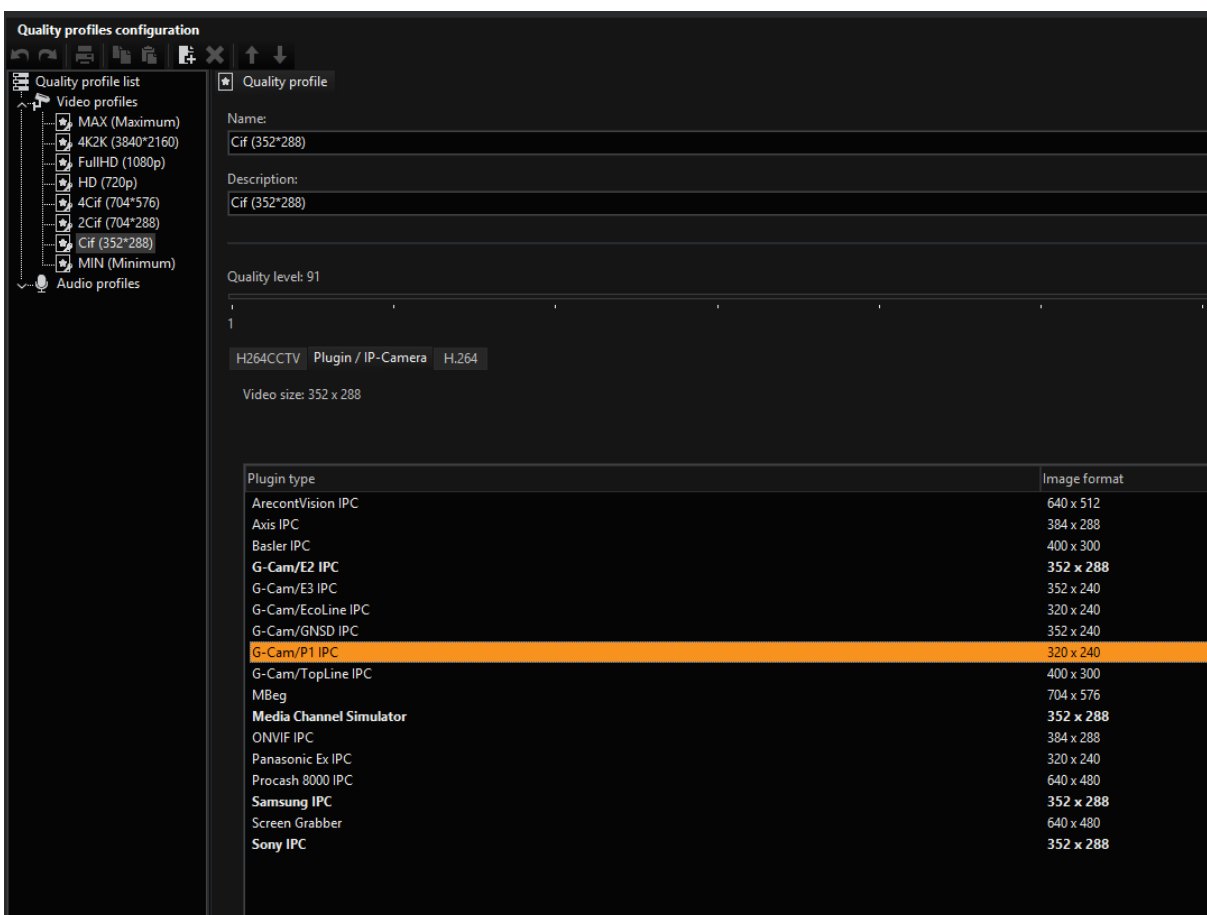 Quality profiles configuration
Quality profile list
Video profiles
MAX (Maximum)
4K2K (3840*2160)
FullHD (1080p)
HD (720p)
4Cif (704*576)
2Cif (704*288)
Cif (352*288)
MIN (Minimum)
Audio profiles
Quality profile
Name:
Cif (352*288)
Description:
Cif (352*288)
Quality level: 91
1
H264CCTV Plugin / IP-Camera H.264
Video size: 352 x 288
Plugin type Image format
ArecontVision IPC 640 x 512
Axis IPC 384 x 288
Basler IPC 400 x 300
G-Cam/E2 IPC 352 x 288
G-Cam/E3 IPC 352 x 240
G-Cam/EcoLine IPC 320 x 240
G-Cam/GNSD IPC 352 x 240
G-Cam/P1 IPC 320 x 240
G-Cam/TopLine IPC 400 x 300
MBeg 704 x 576
Media Channel Simulator 352 x 288
ONVIF IPC 384 x 288
Panasonic Ex IPC 320 x 240
Procash 8000 IPC 640 x 480
Samsung IPC 352 x 288
Screen Grabber 640 x 480
Sony IPC 352 x 288